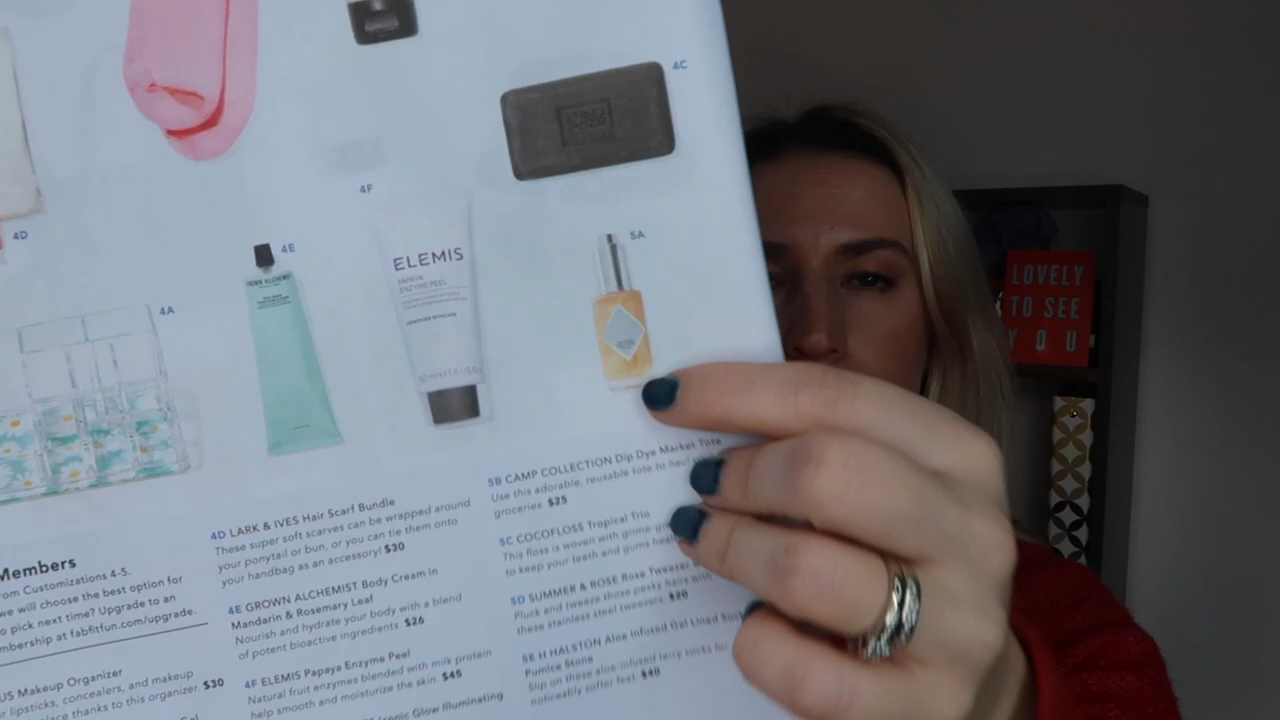 4C
4F
5A
4D
4E
ELEMIS
PAPAYA
ENZYME PEEL
4A
LOVELY
TO SEE
YOU
GROWN ALCHEMIST
Members
from Customizations 4-5.
we will choose the best option for
to pick next time? Upgrade to an
membership at fabfitfun.com/upgrade.
US Makeup Organizer
lipsticks, concealers, and makeup
place thanks to this organizer. $30
4D LARK & IVES Hair Scarf Bundle
These super soft scarves can be wrapped around
your ponytail or bun, or you can tie them onto
your handbag as an accessory! $30
4E GROWN ALCHEMIST Body Cream in
Mandarin & Rosemary Leaf
Nourish and hydrate your body with a blend
of potent bioactive ingredients. $26
4F ELEMIS Papaya Enzyme Peel
Natural fruit enzymes blended with milk protein
help smooth and moisturize the skin. $45
Iconic Glow Illuminating
5B CAMP COLLECTION Dip Dye Market Tote
Use this adorable, reusable tote to haul
groceries. $25
5C COCOFLOSS Tropical Trio
This floss is woven with
to keep your teeth and gums
5D SUMMER & ROSE Rose Tweezer
Pluck and tweeze those pesky hairs with
these stainless steel tweezers. $20
5E H HALSTON Aloe Infused Gel Lined
Pumice Stone
Slip on these aloe-infused terry socks for
noticeably softer feet. $40